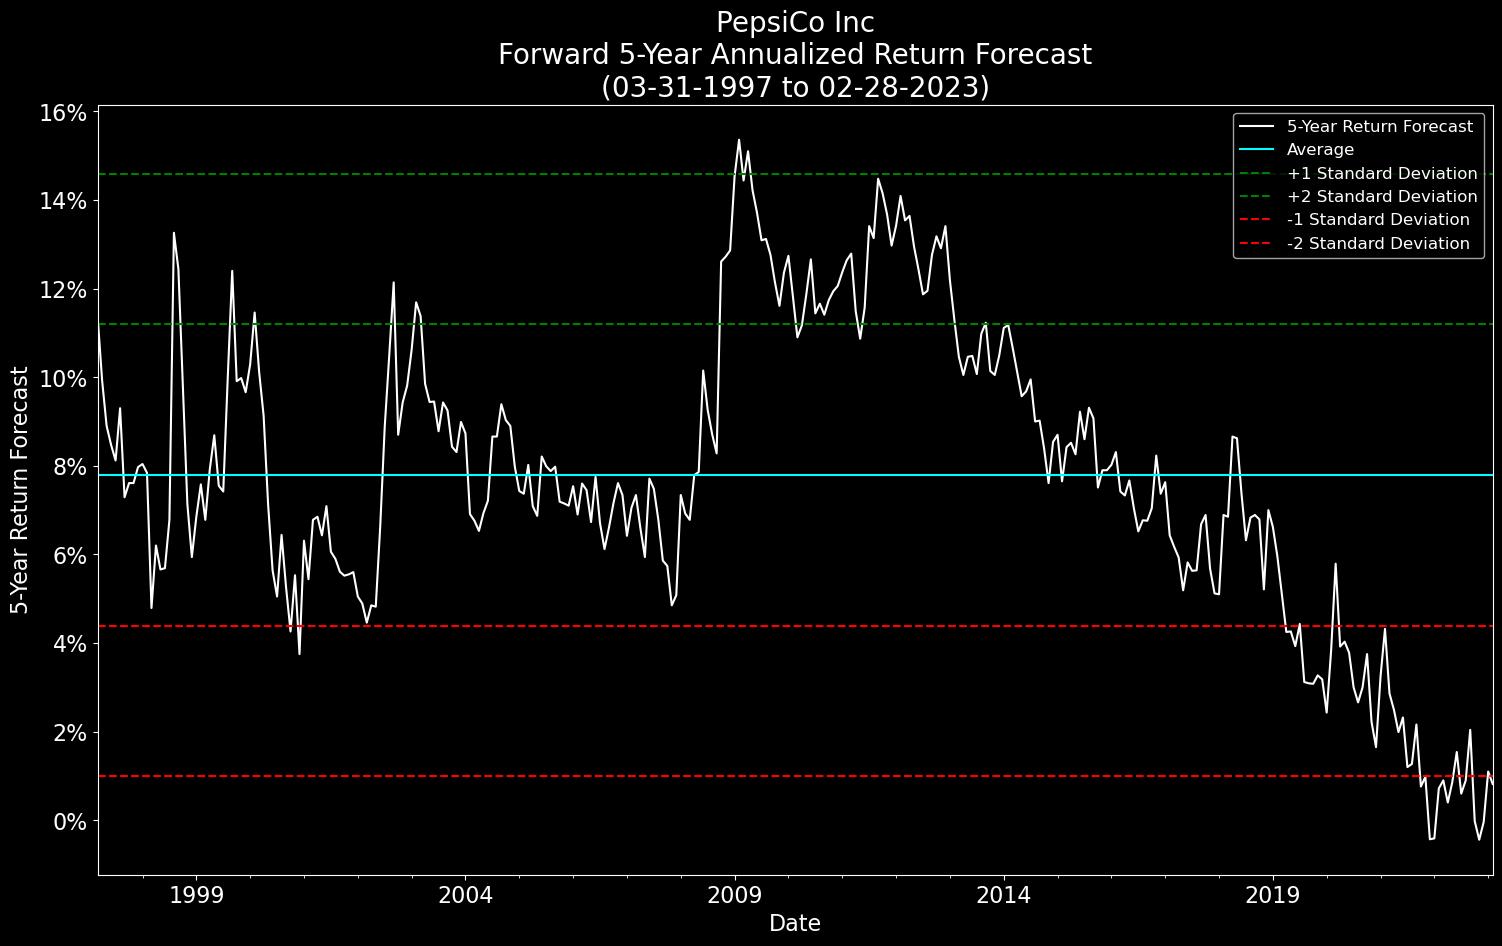 PepsiCo Inc
Forward 5-Year Annualized Return Forecast
(03-31-1997 to 02-28-2023)
5-Year Return Forecast
16%
14%
12%
10%
8%
6%
4%
2%
0%
5-Year Return Forecast
Average
+1 Standard Deviation
+2 Standard Deviation
-1 Standard Deviation
-2 Standard Deviation
1999
2004
2009
2014
2019
Date